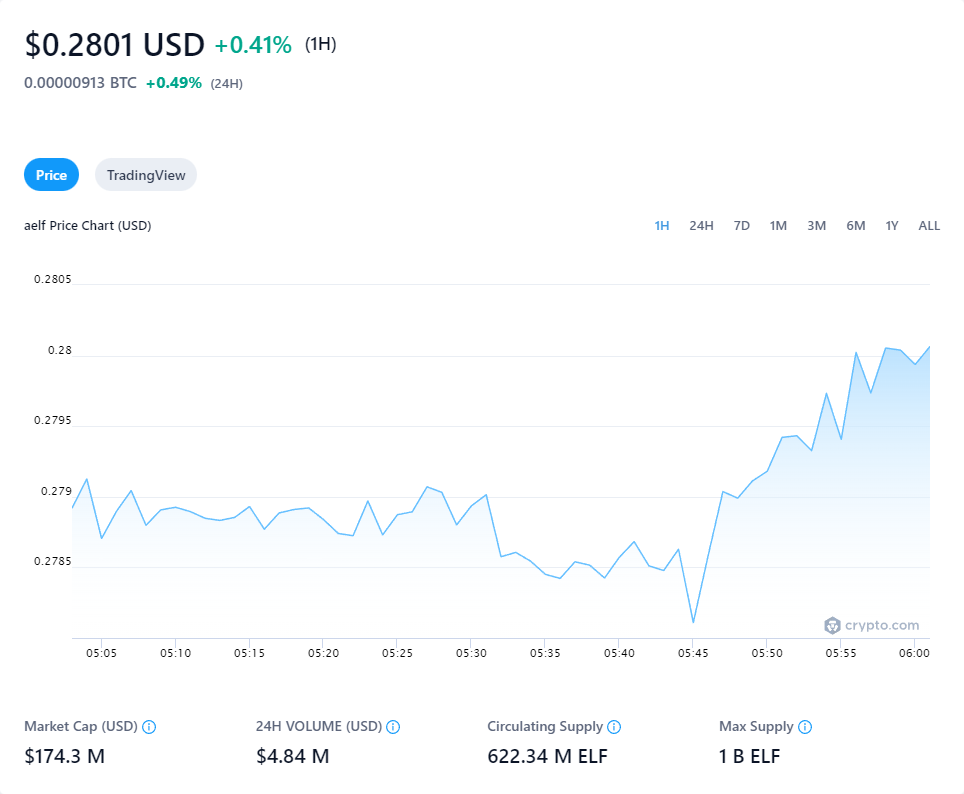 $0.2801 USD +0.41% (1H)
0.00000913 BTC +0.49% (24H)
Price TradingView
aelf Price Chart (USD) 1H 24H 7D 1M 3M 6M 1Y ALL
0.2805
0.28
0.2795
0.279
0.2785
crypto.com
05:05 05:10 05:15 05:20 05:25 05:30 05:35 05:40 05:45 05:50 05:55 06:00
Market Cap (USD) 24H VOLUME (USD) Circulating Supply Max Supply
$174.3 M $4.84 M 622.34 M ELF 1 B ELF